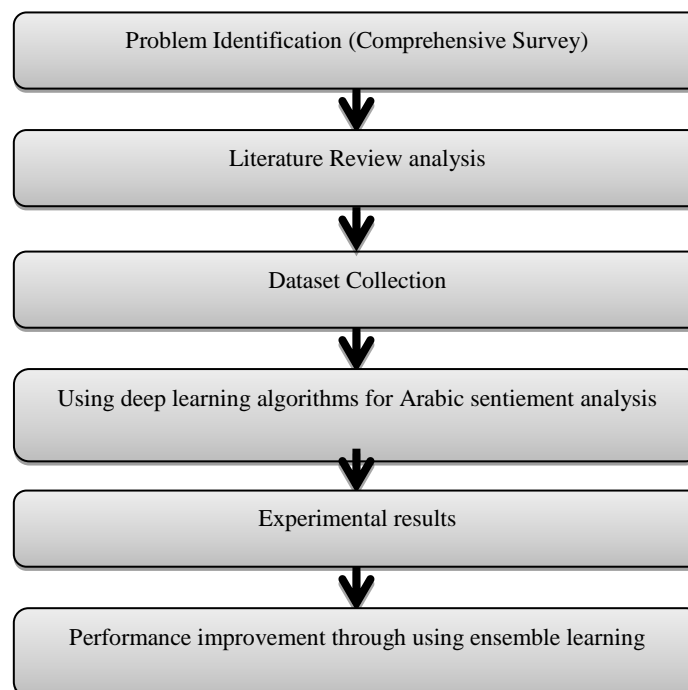 Problem Identification (Comprehensive Survey)
Literature Review analysis
Dataset Collection
Using deep learning algorithms for Arabic sentiement analysis
Experimental results
Performance improvement through using ensemble learning